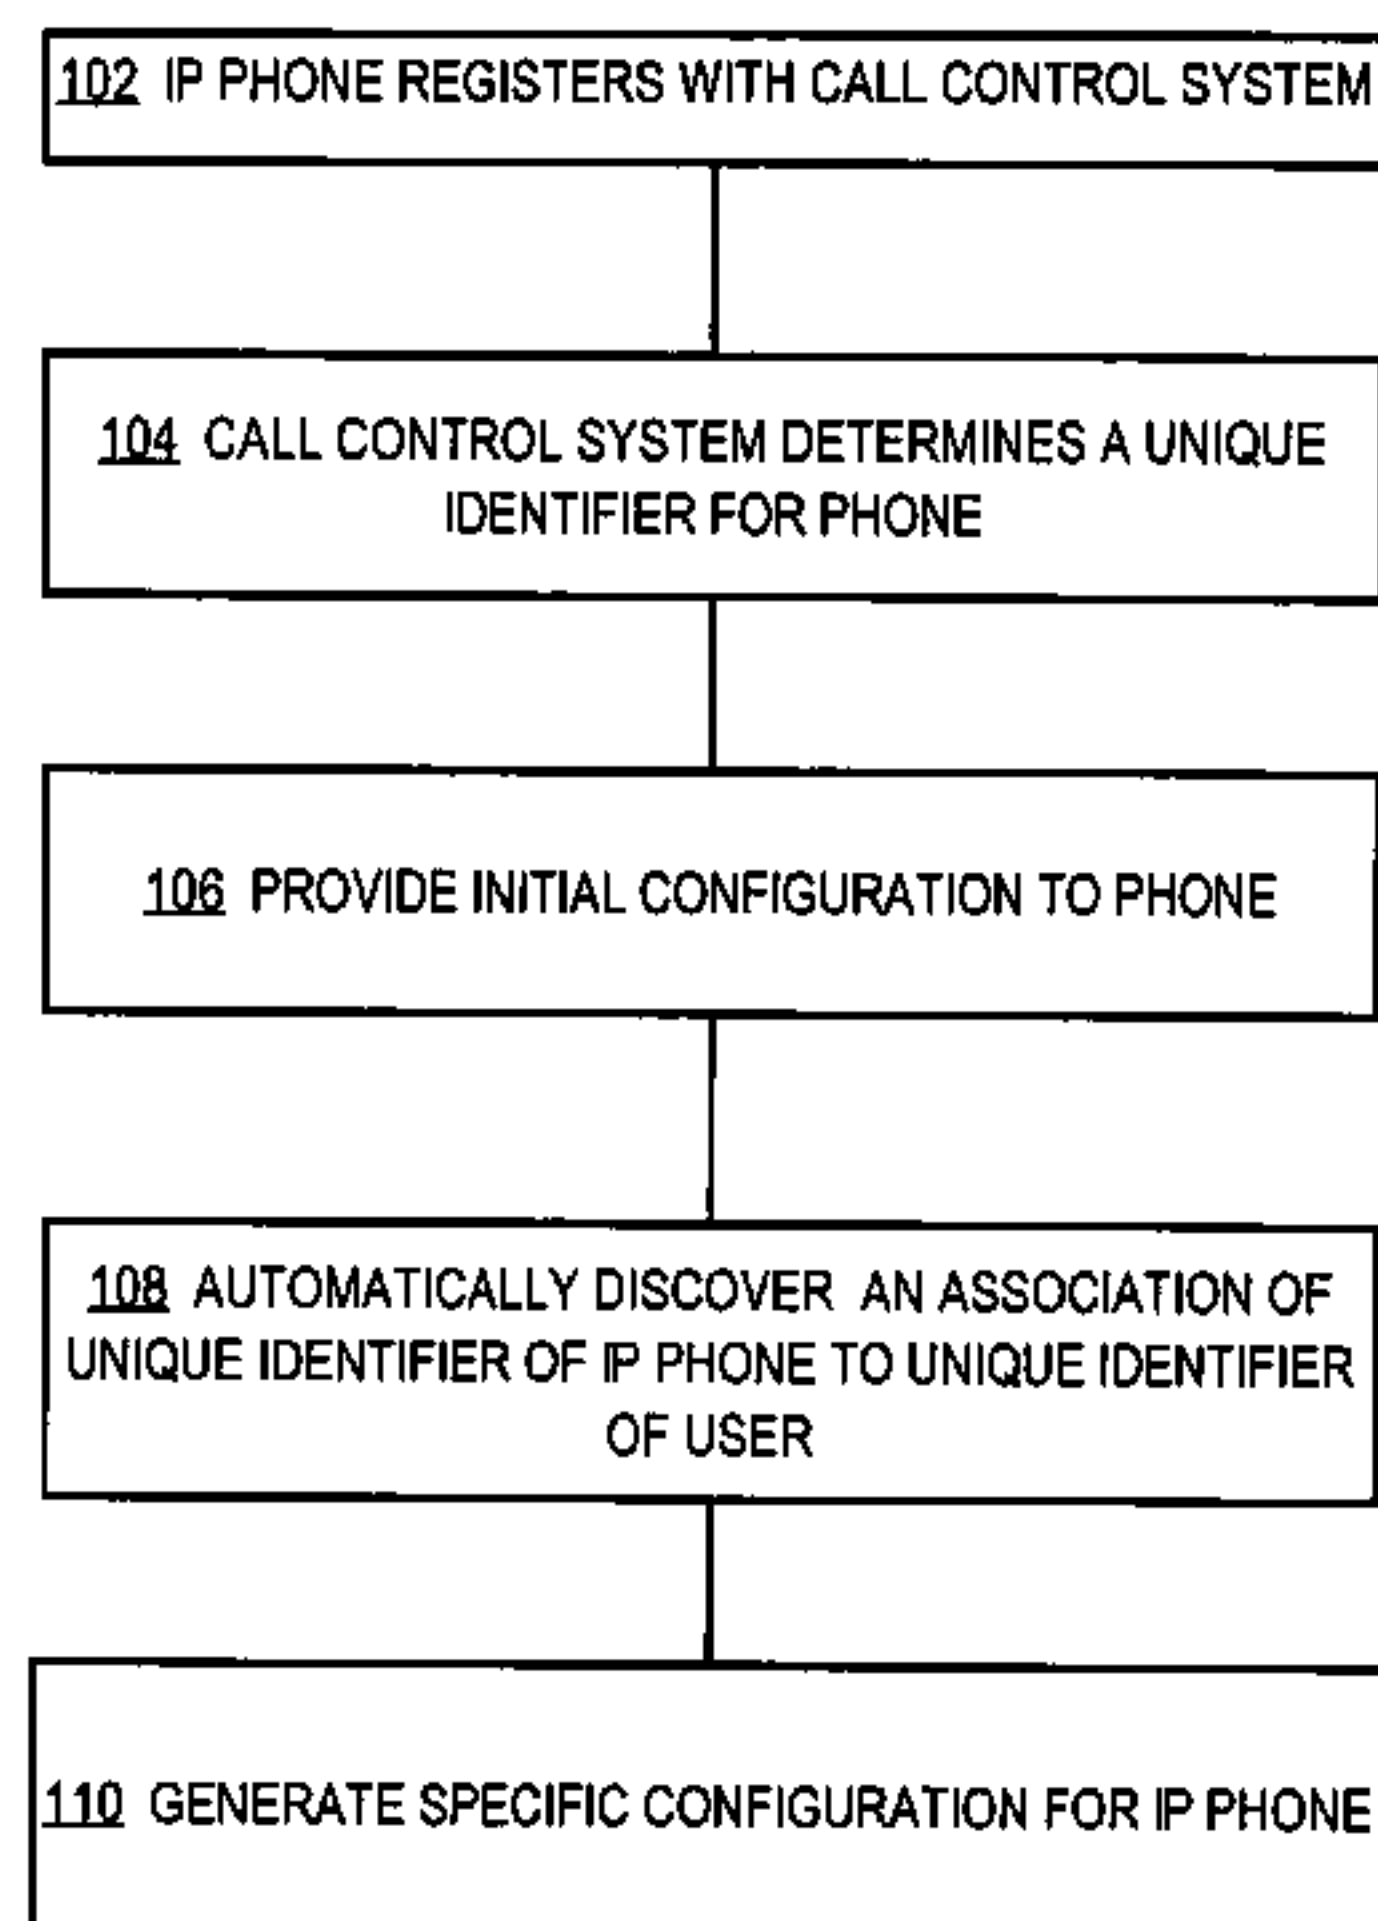 102 IP PHONE REGISTERS WITH CALL CONTROL SYSTEM
104 CALL CONTROL SYSTEM DETERMINES A UNIQUE
IDENTIFIER FOR PHONE
106 PROVIDE INITIAL CONFIGURATION TO PHONE
108 AUTOMATICALLY DISCOVER AN ASSOCIATION OF
UNIQUE IDENTIFIER OF IP PHONE TO UNIQUE IDENTIFIER
OF USER
110 GENERATE SPECIFIC CONFIGURATION FOR IP PHONE